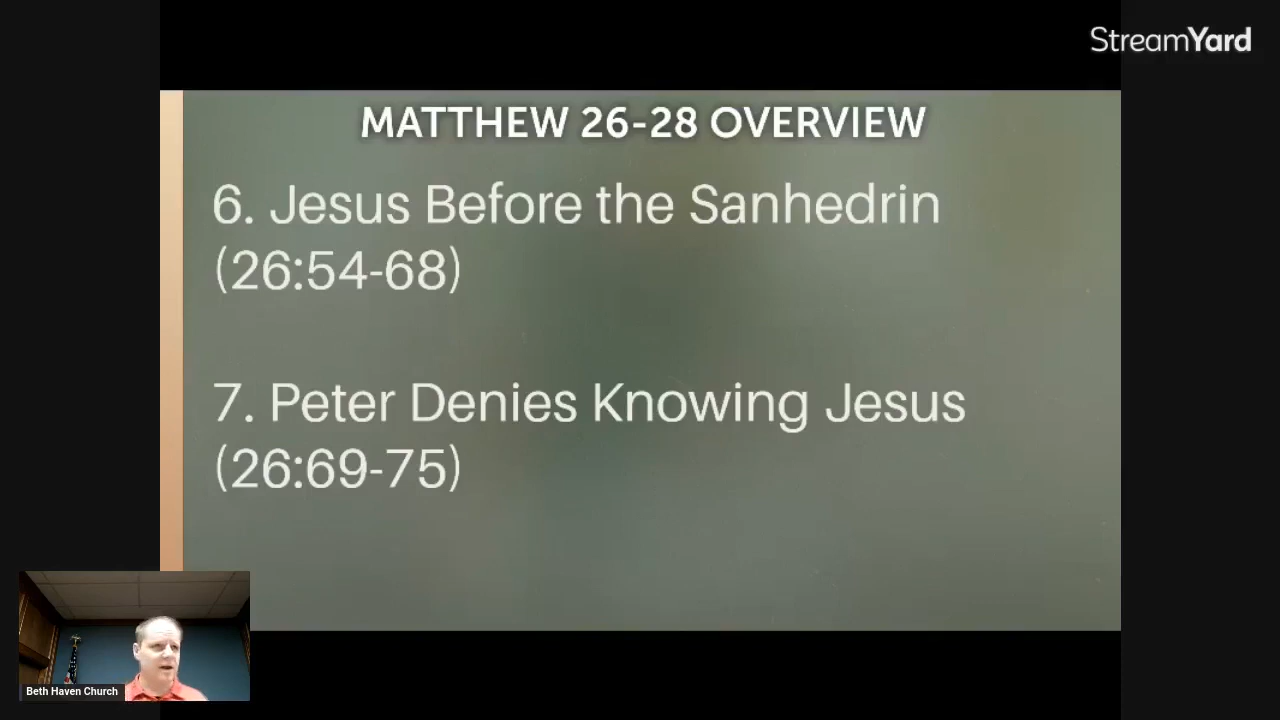 StreamYard
MATTHEW 26-28 OVERVIEW
6. Jesus Before the Sanhedrin
(26:54-68)
7. Peter Denies Knowing Jesus
(26:69-75)
Beth Haven Church